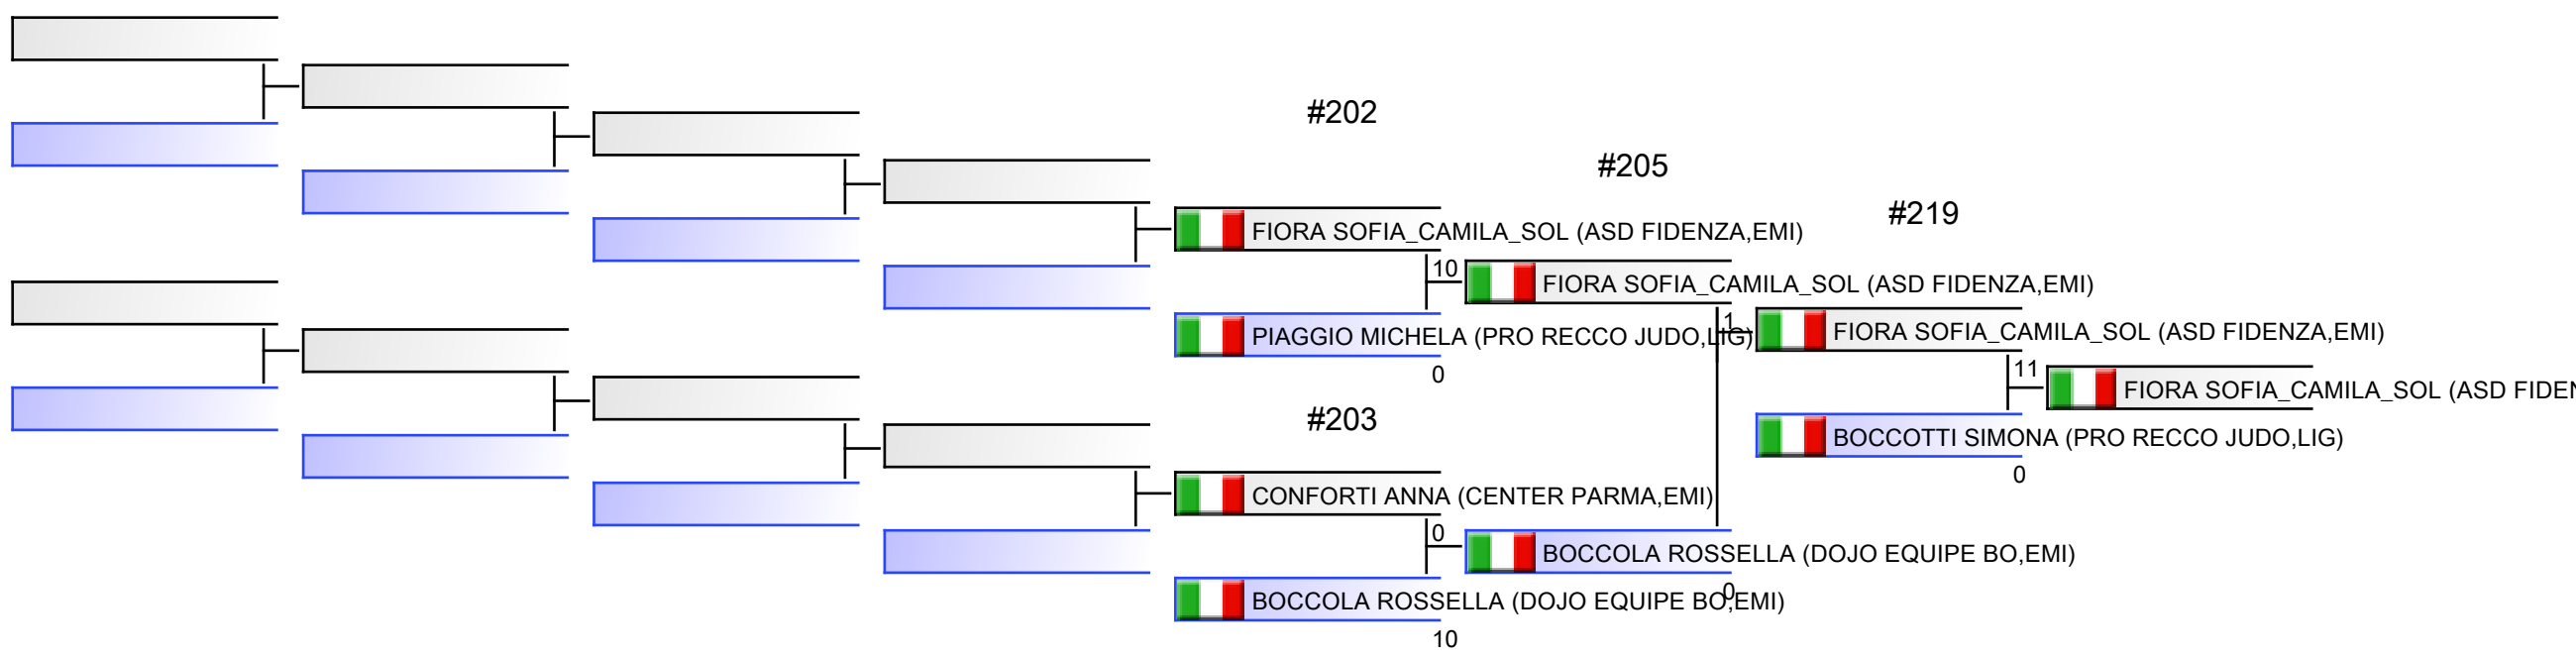 #202
#205
#219
FIORA SOFIA_CAMILA_SOL (ASD FIDENZA,EMI)
10
FIORA SOFIA_CAMILA_SOL (ASD FIDENZA,EMI)
PIAGGIO MICHELA (PRO RECCO JUDO,LIG)
0
1
FIORA SOFIA_CAMILA_SOL (ASD FIDENZA,EMI)
11
FIORA SOFIA_CAMILA_SOL (ASD FIDEN
BOCCOTTI SIMONA (PRO RECCO JUDO,LIG)
0
#203
CONFORTI ANNA (CENTER PARMA,EMI)
0
BOCCOLA ROSSELLA (DOJO EQUIPE BO,EMI)
0
BOCCOLA ROSSELLA (DOJO EQUIPE BO,EMI)
10